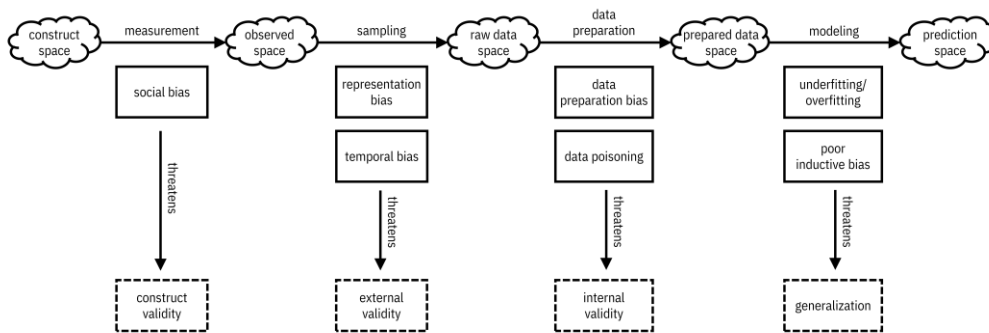 construct
space
measurement
observed
space
sampling
raw data
space
data
preparation
prepared data
space
modeling
prediction
space
social bias
representation
bias
data
preparation bias
underfitting/
overfitting
temporal bias
data poisoning
poor
inductive bias
threatens
threatens
threatens
threatens
construct
validity
external
validity
internal
validity
generalization